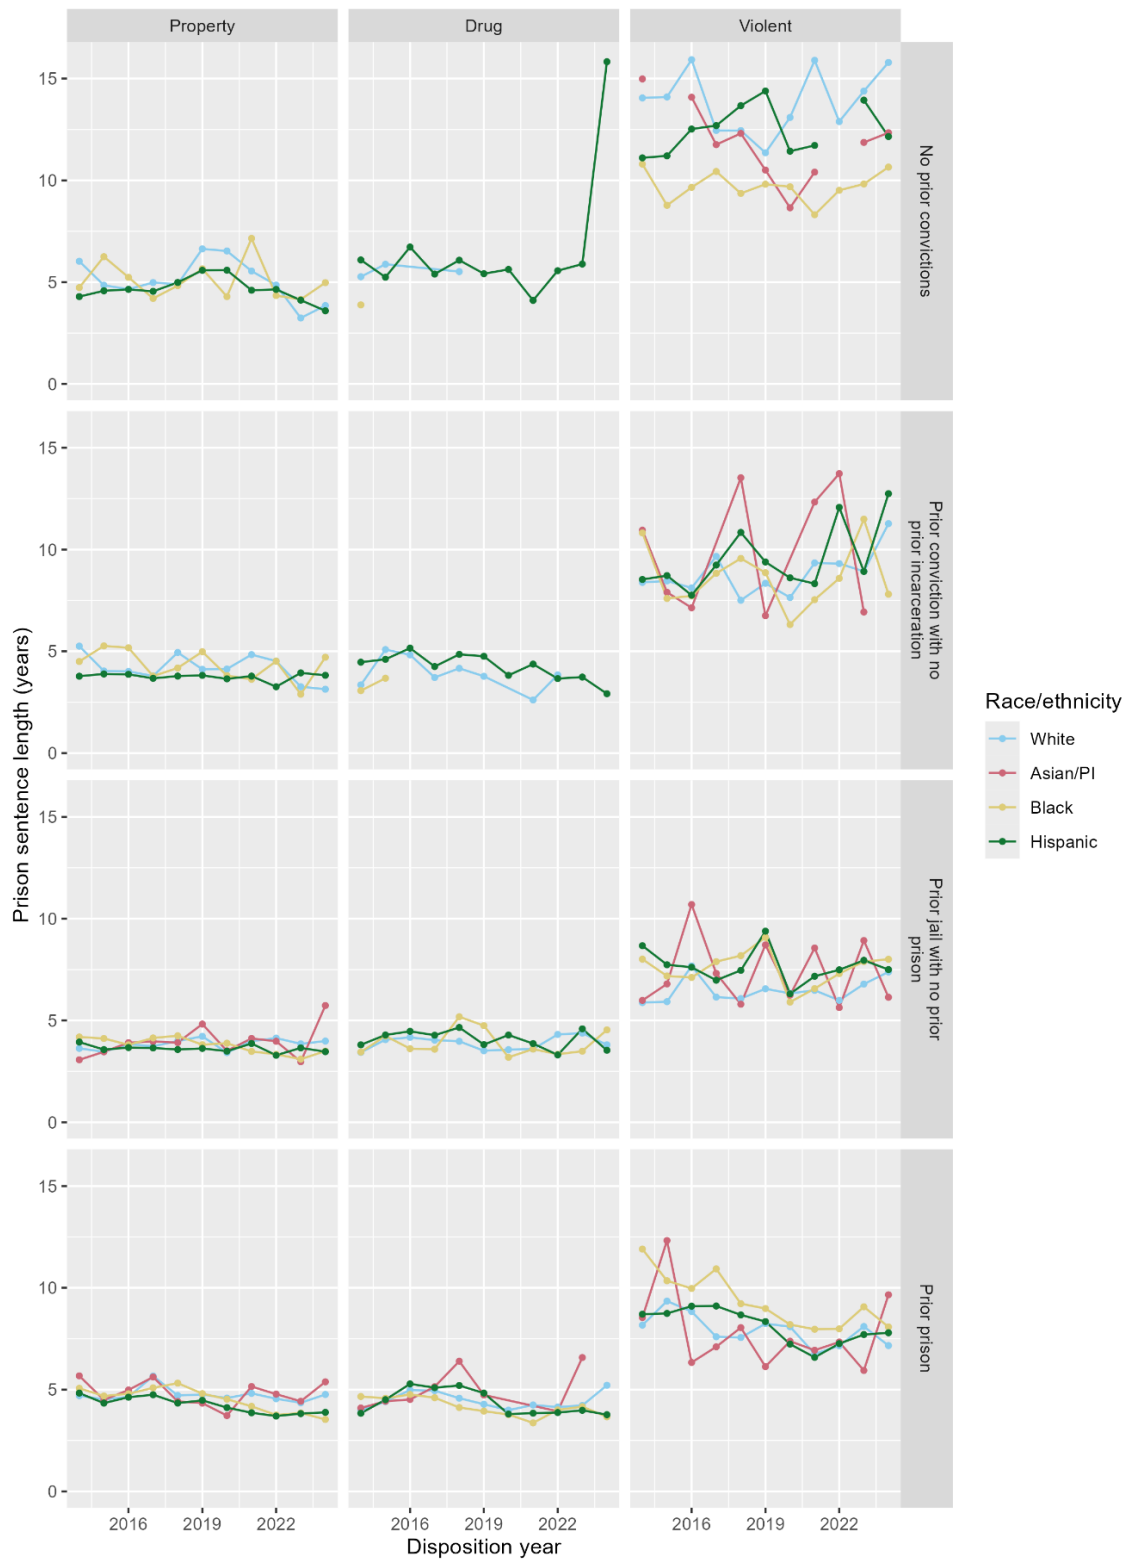 Property
Drug
Violent
15
10
5
0
No prior convictions
15
10
5
0
Prior conviction with no
prior incarceration
15
10
5
0
Prior jail with no prior
prison
15
10
5
0
Prior prison
2016
2019
2022
2016
2019
2022
2016
2019
2022
Disposition year
Prison sentence length (years)
Race/ethnicity
White
Asian/PI
Black
Hispanic